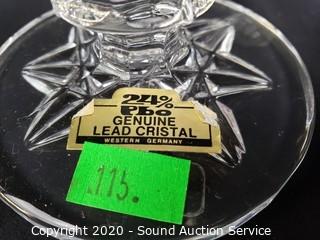 24%
Pbo
GENUINE
LEAD CRISTAL
WESTERN GERMANY
115.
Copyright 2020 - Sound Auction Service